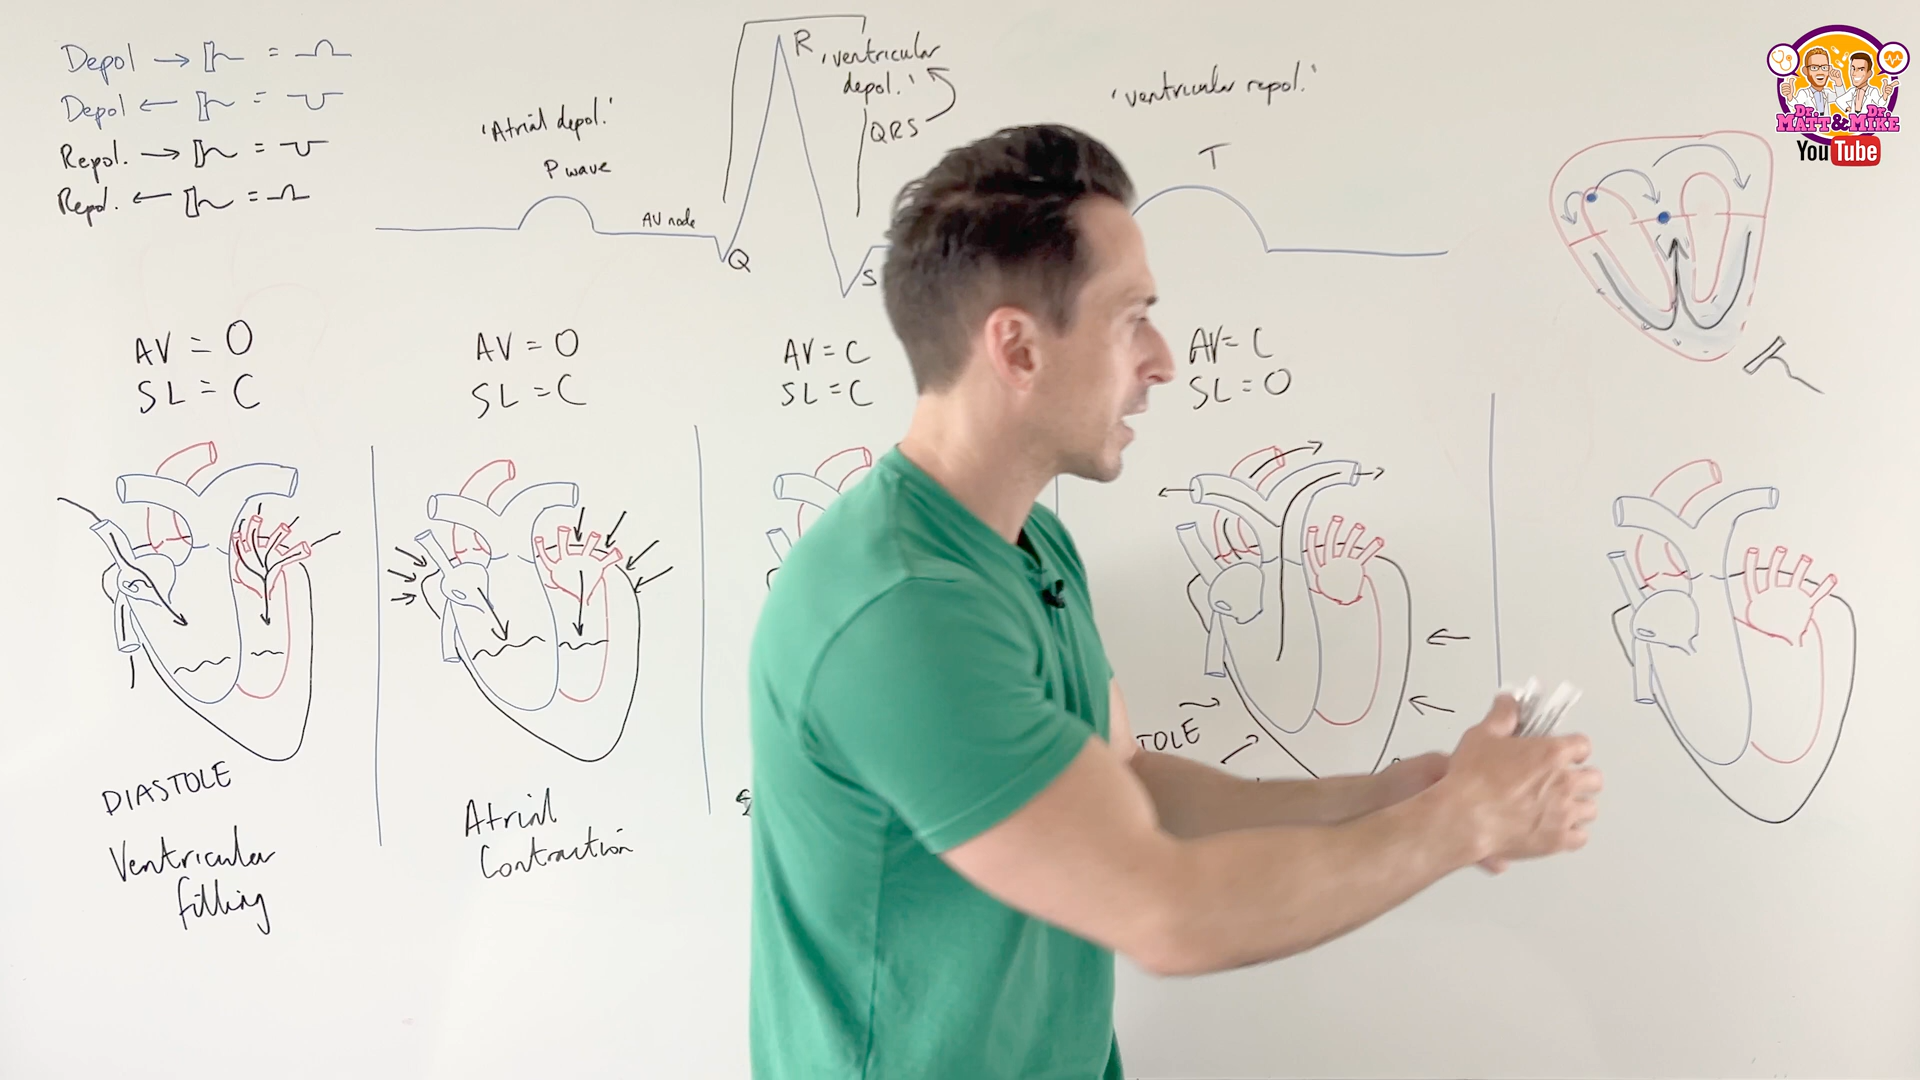 Depol → = 
Depol ← = 
Repol. → = 
Repol. ← = 
'Atrial depol.'
P wave
AV node
Q
R
S
'ventricular
depol.'
QRS
'ventricular repol.'
T
AV = O
SL = C
AV = O
SL = C
AV = C
SL = C
AV = C
SL = O
DIASTOLE
Ventricular
filling
Atrial
Contraction
TOLE
Dr. Dr.
MATT & MIKE
YouTube